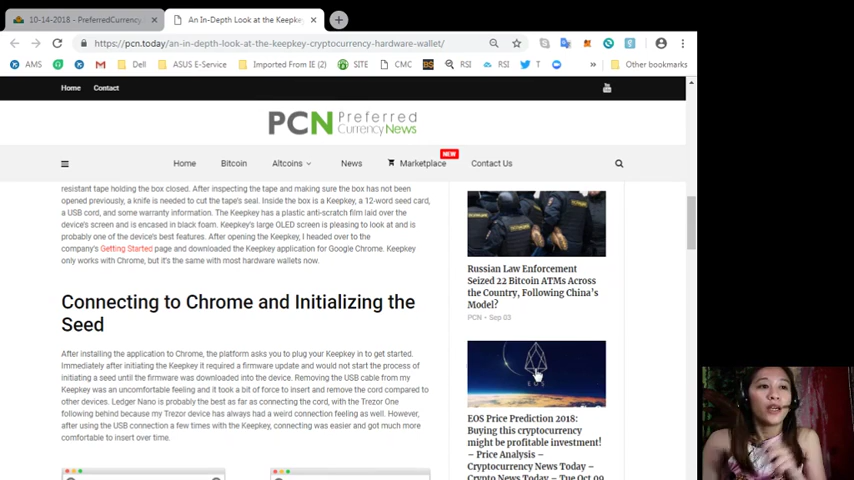 10-14-2018 - PreferredCurrency
An In-Depth Look at the Keepkey
https://pcn.today/an-in-depth-look-at-the-keepkey-cryptocurrency-hardware-wallet/
AMS
Dell
ASUS E-Service
Imported From IE (2)
SITE
CMC
BS
RSI
RSI
T
»
Other bookmarks
Home
Contact
PCN Preferred
Currency News
Home
Bitcoin
Altcoins
News
Marketplace
NEW
Contact Us
resistant tape holding the box closed. After inspecting the tape and making sure the box has not been
opened previously, a knife is needed to cut the tape's seal. Inside the box is a Keepkey, a 12-word seed card,
a USB cord, and some warranty information. The Keepkey has a plastic anti-scratch film laid over the
device's screen and is encased in black foam. Keepkey's large OLED screen is pleasing to look at and is
probably one of the device's best features. After opening the Keepkey, I headed over to the
company's Getting Started page and downloaded the Keepkey application for Google Chrome. Keepkey
only works with Chrome, but it's the same with most hardware wallets now.
Connecting to Chrome and Initializing the
Seed
After installing the application to Chrome, the platform asks you to plug your Keepkey in to get started.
Immediately after initiating the Keepkey it required a firmware update and would not start the process of
initiating a seed until the firmware was downloaded into the device. Removing the USB cable from my
Keepkey was an uncomfortable feeling and it took a bit of force to insert and remove the cord compared to
other devices. Ledger Nano is probably the best as far as connecting the cord, with the Trezor One
following behind because my Trezor device has always had a weird connection feeling as well. However,
after using the USB connection a few times with the Keepkey, connecting was easier and got much more
comfortable to insert over time.
Russian Law Enforcement
Seized 22 Bitcoin ATMs Across
the Country, Following China's
Model?
PCN • Sep 03
EOS
EOS Price Prediction 2018:
Buying this cryptocurrency
might be profitable investment!
– Price Analysis –
Cryptocurrency News Today –
Crypto News Today – Tue Oct 09